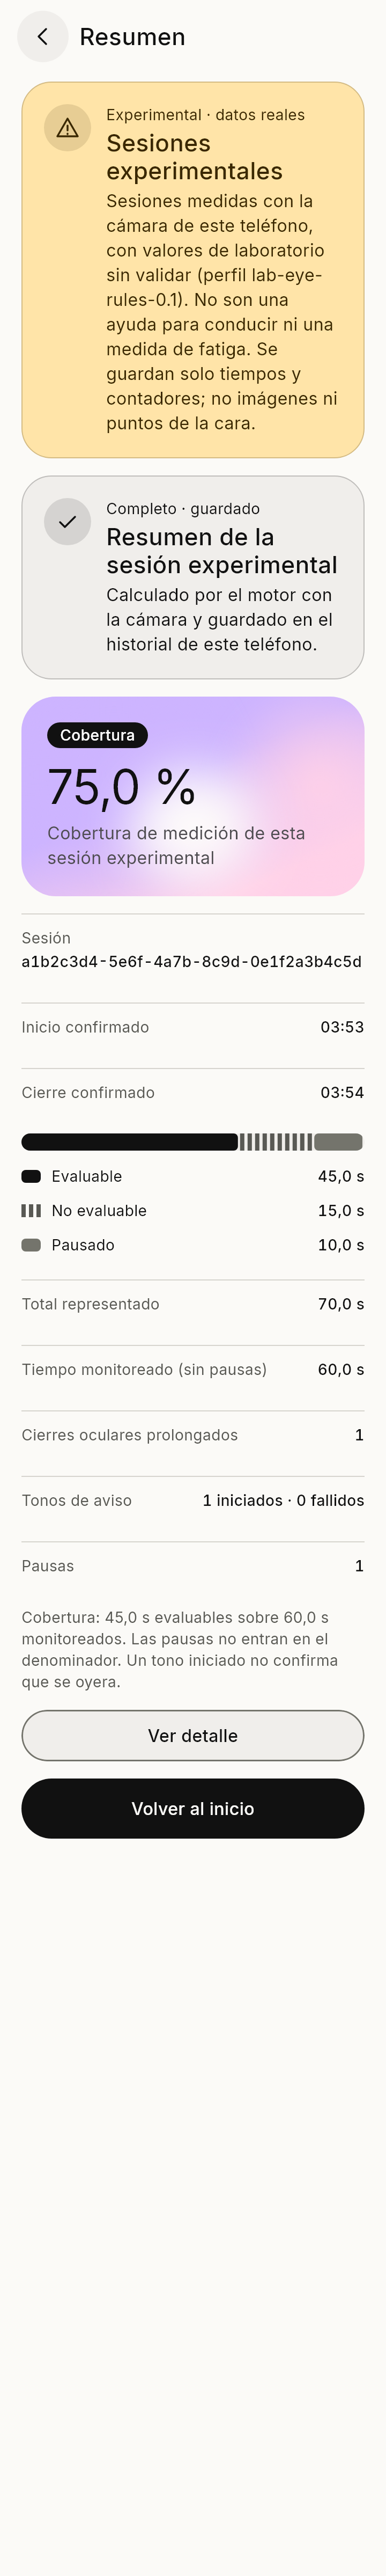 Resumen
Experimental · datos reales
Sesiones
experimentales
Sesiones medidas con la
cámara de este teléfono,
con valores de laboratorio
sin validar (perfil lab-eye-
rules-0.1). No son una
ayuda para conducir ni una
medida de fatiga. Se
guardan solo tiempos y
contadores; no imágenes ni
puntos de la cara.
Completo · guardado
Resumen de la
sesión experimental
Calculado por el motor con
la cámara y guardado en el
historial de este teléfono.
Cobertura
75,0 %
Cobertura de medición de esta
sesión experimental
Sesión
a1b2c3d4-5e6f-4a7b-8c9d-0e1f2a3b4c5d
Inicio confirmado 03:53
Cierre confirmado 03:54
Evaluable 45,0 s
No evaluable 15,0 s
Pausado 10,0 s
Total representado 70,0 s
Tiempo monitoreado (sin pausas) 60,0 s
Cierres oculares prolongados 1
Tonos de aviso 1 iniciados · 0 fallidos
Pausas 1
Cobertura: 45,0 s evaluables sobre 60,0 s
monitoreados. Las pausas no entran en el
denominador. Un tono iniciado no confirma
que se oyera.
Ver detalle
Volver al inicio